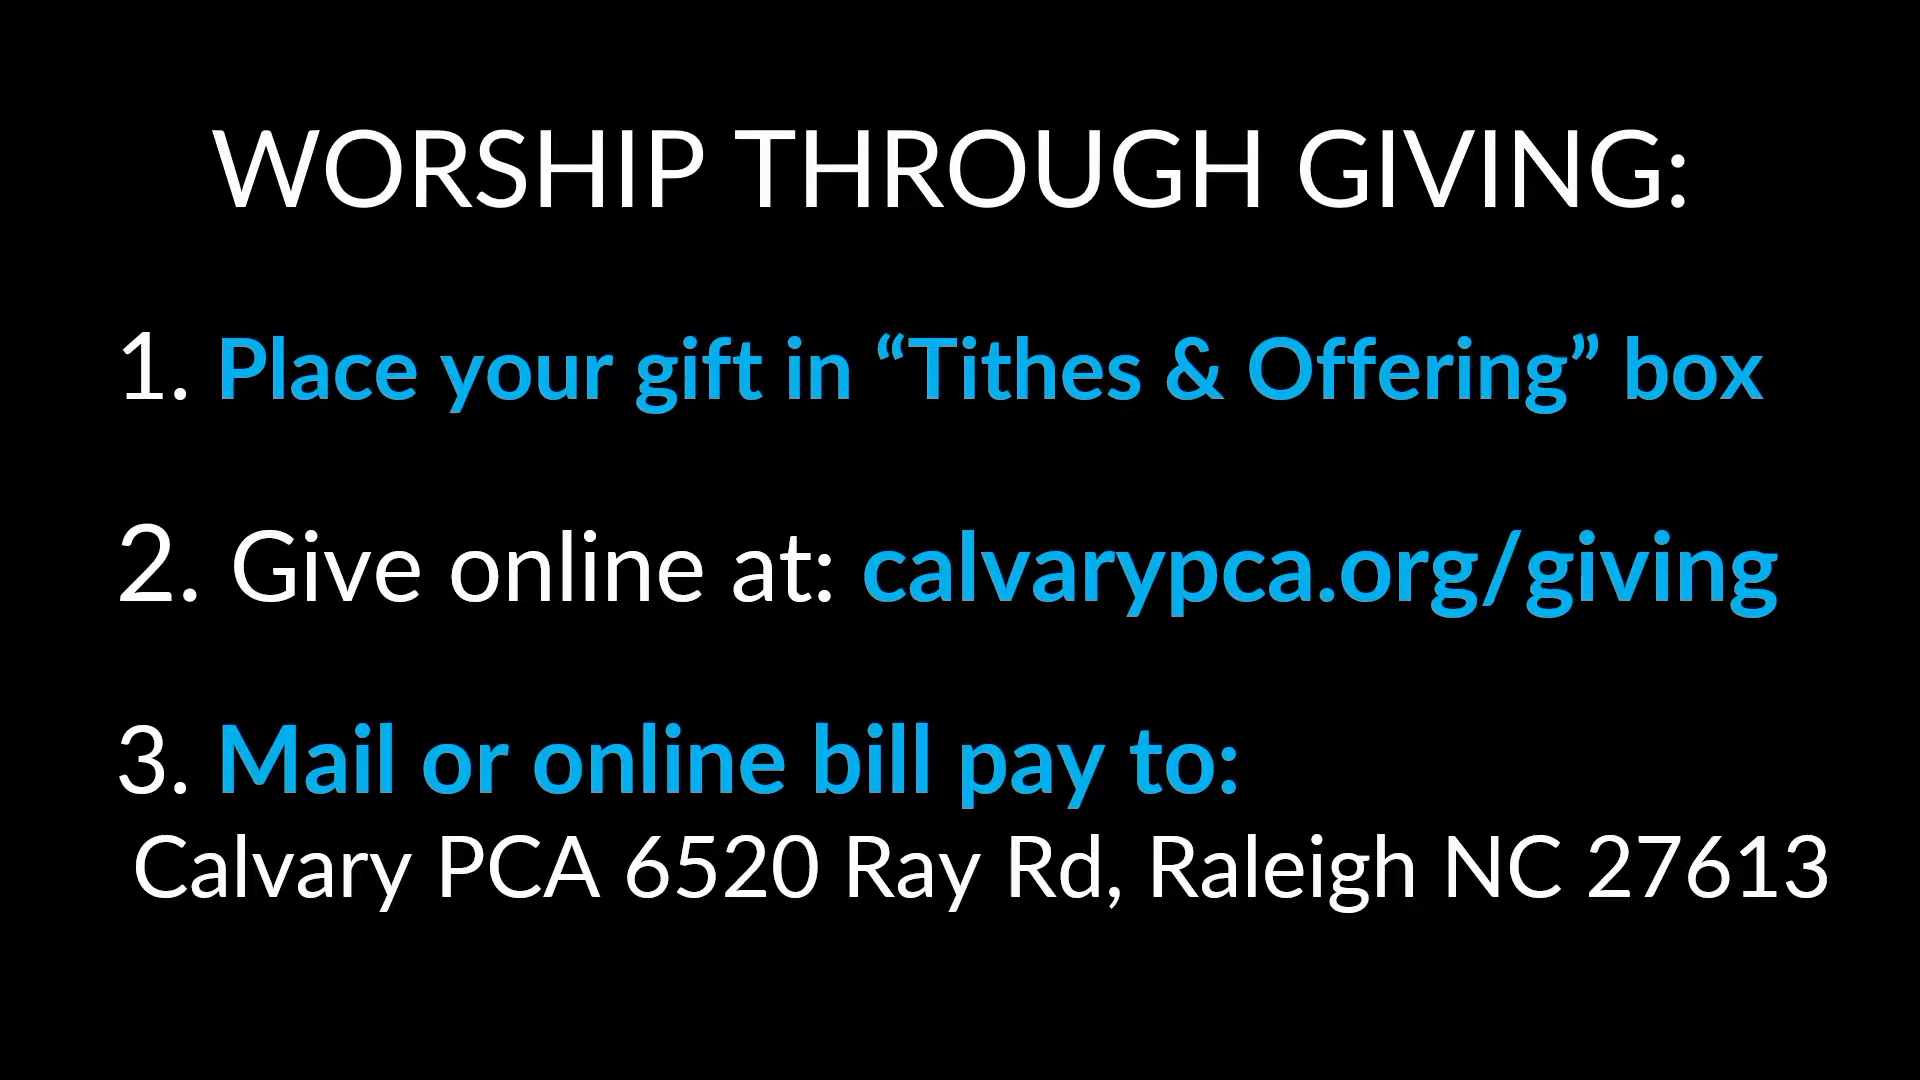 WORSHIP THROUGH GIVING:
1. Place your gift in “Tithes & Offering” box
2. Give online at: calvarypca.org/giving
3. Mail or online bill pay to:
Calvary PCA 6520 Ray Rd, Raleigh NC 27613